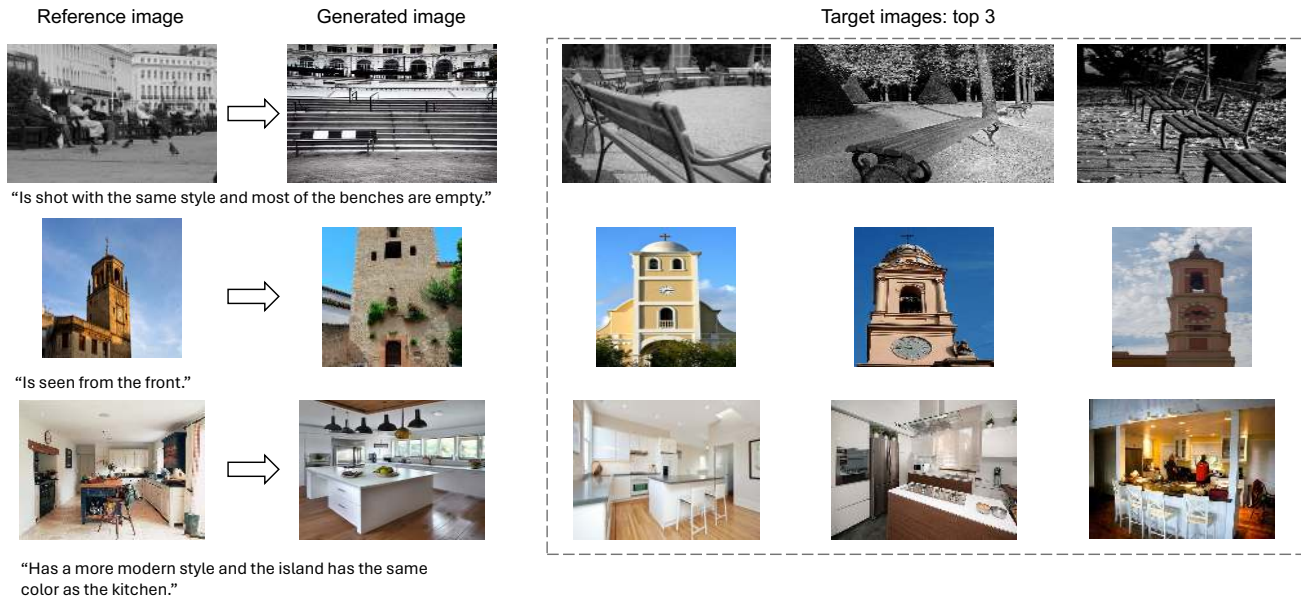 Reference image
Generated image
Target images: top 3
“Is shot with the same style and most of the benches are empty.”
“Is seen from the front.”
“Has a more modern style and the island has the same
color as the kitchen.”